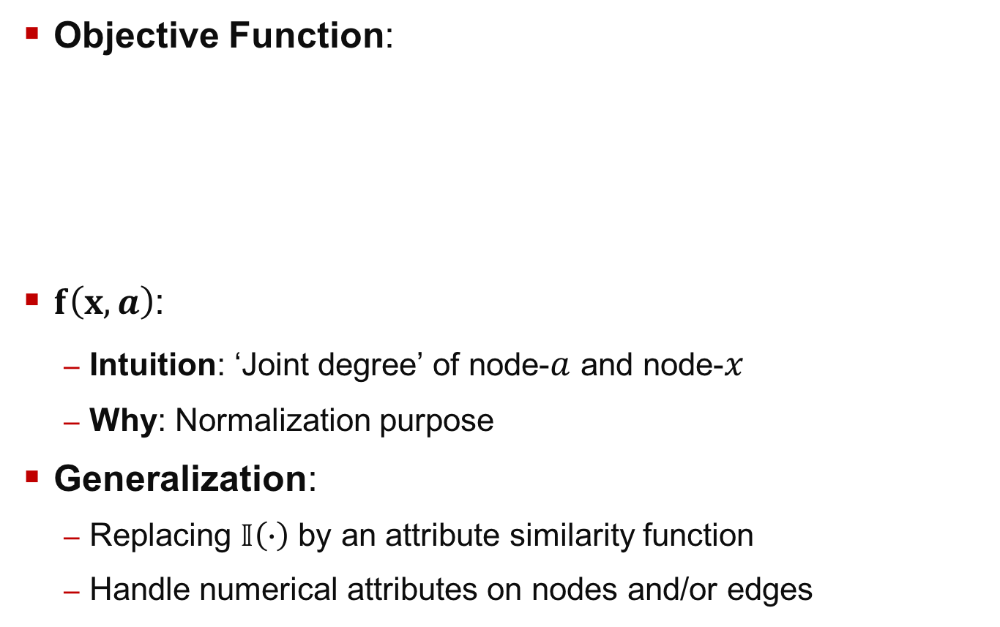 ▪ Objective Function:
▪ f(x, a):
– Intuition: ‘Joint degree’ of node-a and node-x
– Why: Normalization purpose
▪ Generalization:
– Replacing 𝕀(·) by an attribute similarity function
– Handle numerical attributes on nodes and/or edges